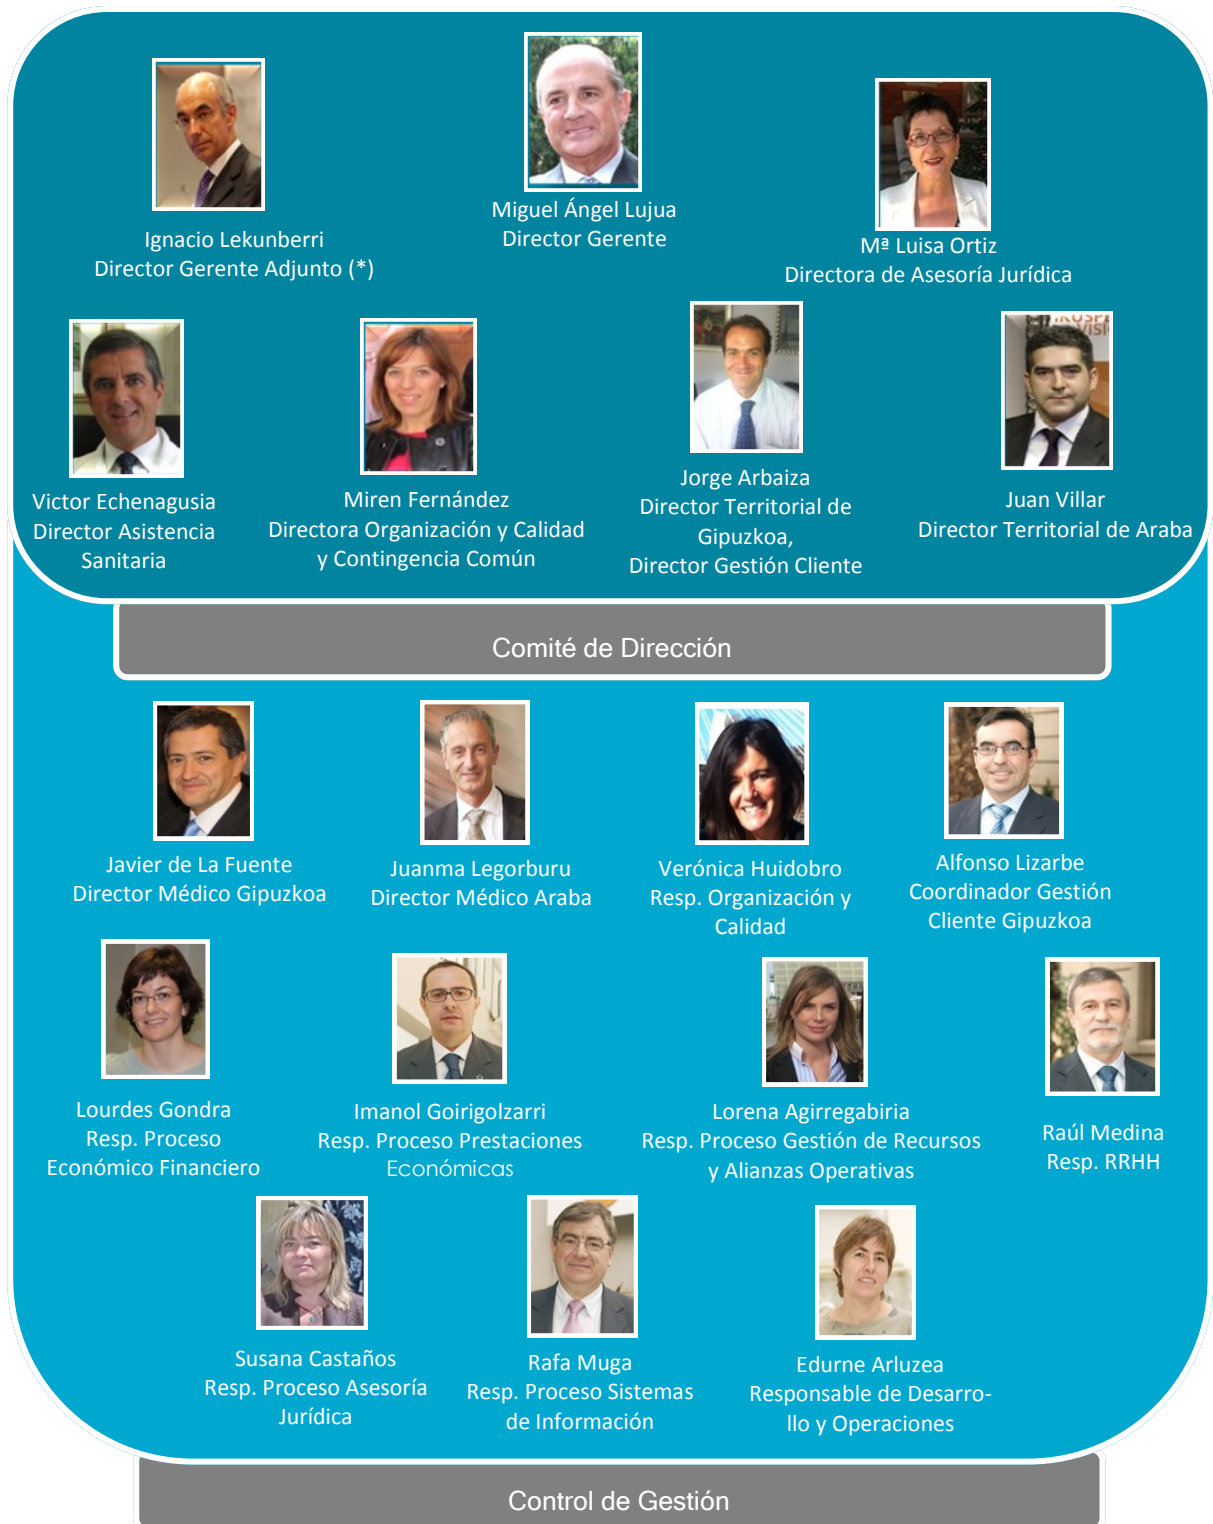 Ignacio Lekunberri
Director Gerente Adjunto (*)
Miguel Ángel Lujua
Director Gerente
Mª Luisa Ortiz
Directora de Asesoría Jurídica
Victor Echenagusia
Director Asistencia
Sanitaria
Miren Fernández
Directora Organización y Calidad
y Contingencia Común
Jorge Arbaiza
Director Territorial de
Gipuzkoa,
Director Gestión Cliente
Juan Villar
Director Territorial de Araba
Comité de Dirección
Javier de La Fuente
Director Médico Gipuzkoa
Juanma Legorburu
Director Médico Araba
Verónica Huidobro
Resp. Organización y
Calidad
Alfonso Lizarbe
Coordinador Gestión
Cliente Gipuzkoa
Lourdes Gondra
Resp. Proceso
Económico Financiero
Imanol Goirigolzarri
Resp. Proceso Prestaciones
Económicas
Lorena Agirregabiria
Resp. Proceso Gestión de Recursos
y Alianzas Operativas
Raúl Medina
Resp. RRHH
Susana Castaños
Resp. Proceso Asesoría
Jurídica
Rafa Muga
Resp. Proceso Sistemas
de Información
Edurne Arluzea
Responsable de Desarro-
llo y Operaciones
Control de Gestión